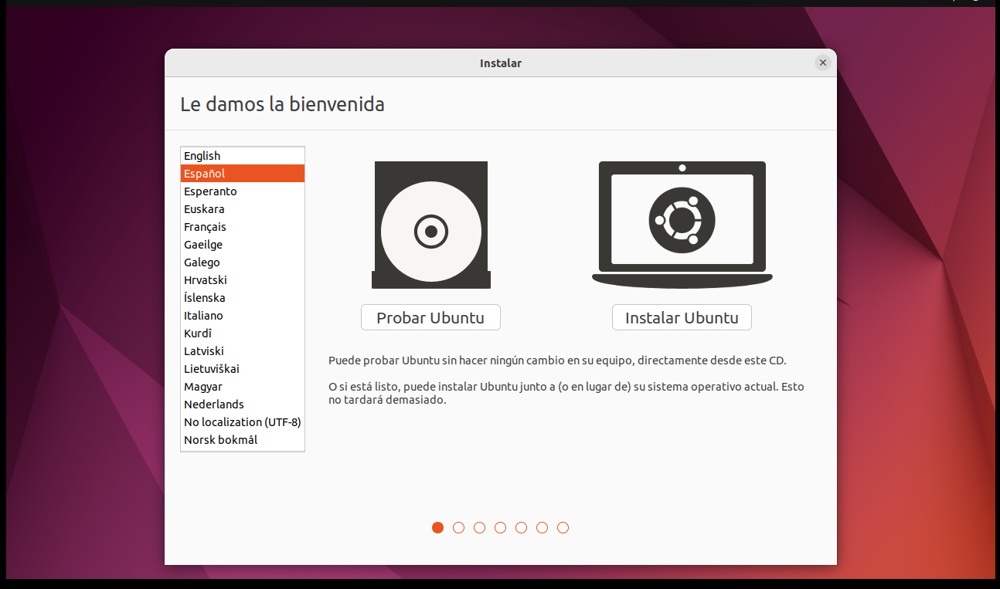 Instalar
Le damos la bienvenida
English
Español
Esperanto
Euskara
Français
Gaeilge
Galego
Hrvatski
Íslenska
Italiano
Kurdî
Latviski
Lietuviškai
Magyar
Nederlands
No localization (UTF-8)
Norsk bokmål
Probar Ubuntu
Instalar Ubuntu
Puede probar Ubuntu sin hacer ningún cambio en su equipo, directamente desde este CD.
O si está listo, puede instalar Ubuntu junto a (o en lugar de) su sistema operativo actual. Esto
no tardará demasiado.